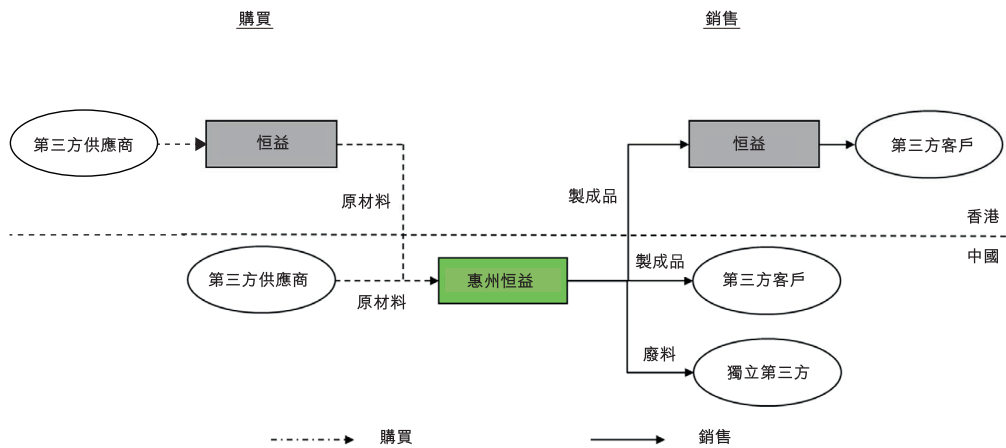 購買
銷售
第三方供應商
恒益
恒益
第三方客戶
原材料
製成品
香港
中國
第三方供應商
原材料
惠州恒益
製成品
第三方客戶
廢料
獨立第三方
購買
銷售